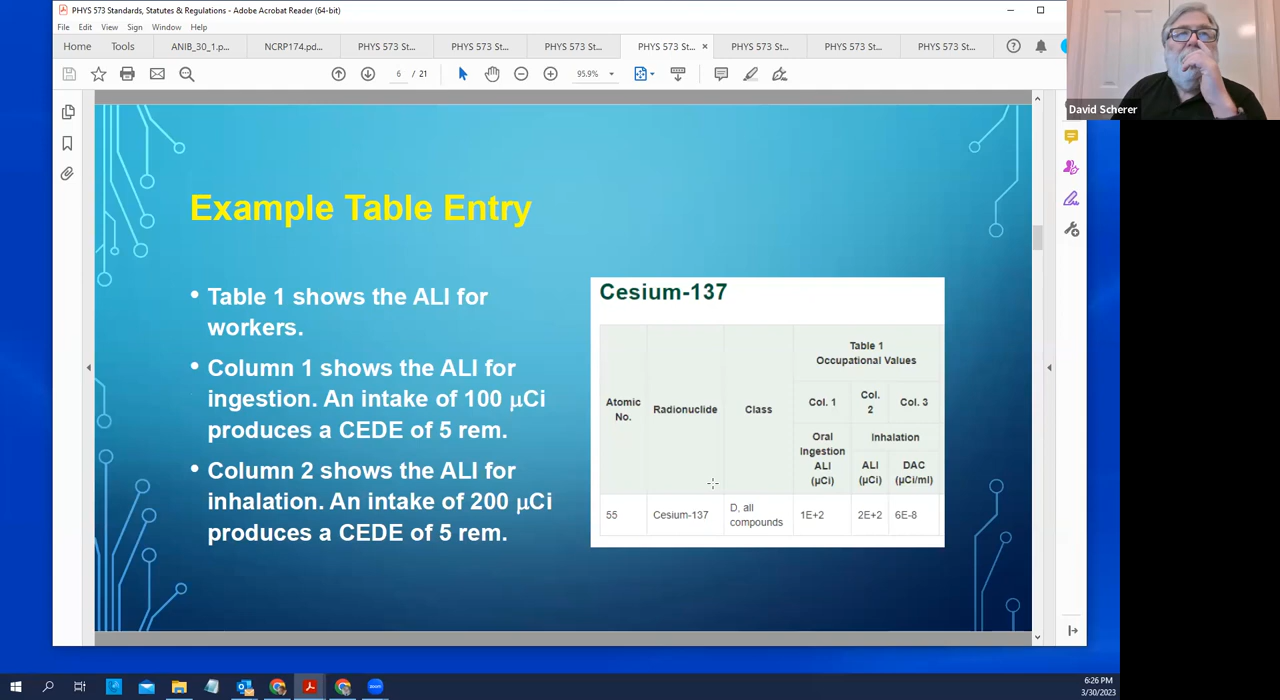 PHYS 573 Standards, Statutes & Regulations - Adobe Acrobat Reader (64-bit)
File Edit View Sign Window Help
Home Tools ANIB_30_1.p... NCRP174.pd... PHYS 573 St... PHYS 573 St... PHYS 573 St... PHYS 573 St... × PHYS 573 St... PHYS 573 St... PHYS 573 St...
6 / 21 95.9%
David Scherer
Example Table Entry
• Table 1 shows the ALI for
workers.
• Column 1 shows the ALI for
ingestion. An intake of 100 μCi
produces a CEDE of 5 rem.
• Column 2 shows the ALI for
inhalation. An intake of 200 μCi
produces a CEDE of 5 rem.
Cesium-137
Table 1
Occupational Values
Atomic
No.
Radionuclide
Class
Col. 1
Col.
2
Col. 3
Oral
Ingestion
ALI
(µCi)
Inhalation
ALI
(µCi)
DAC
(µCi/ml)
55
Cesium-137
D, all
compounds
1E+2
2E+2
6E-8
6:26 PM
3/30/2023